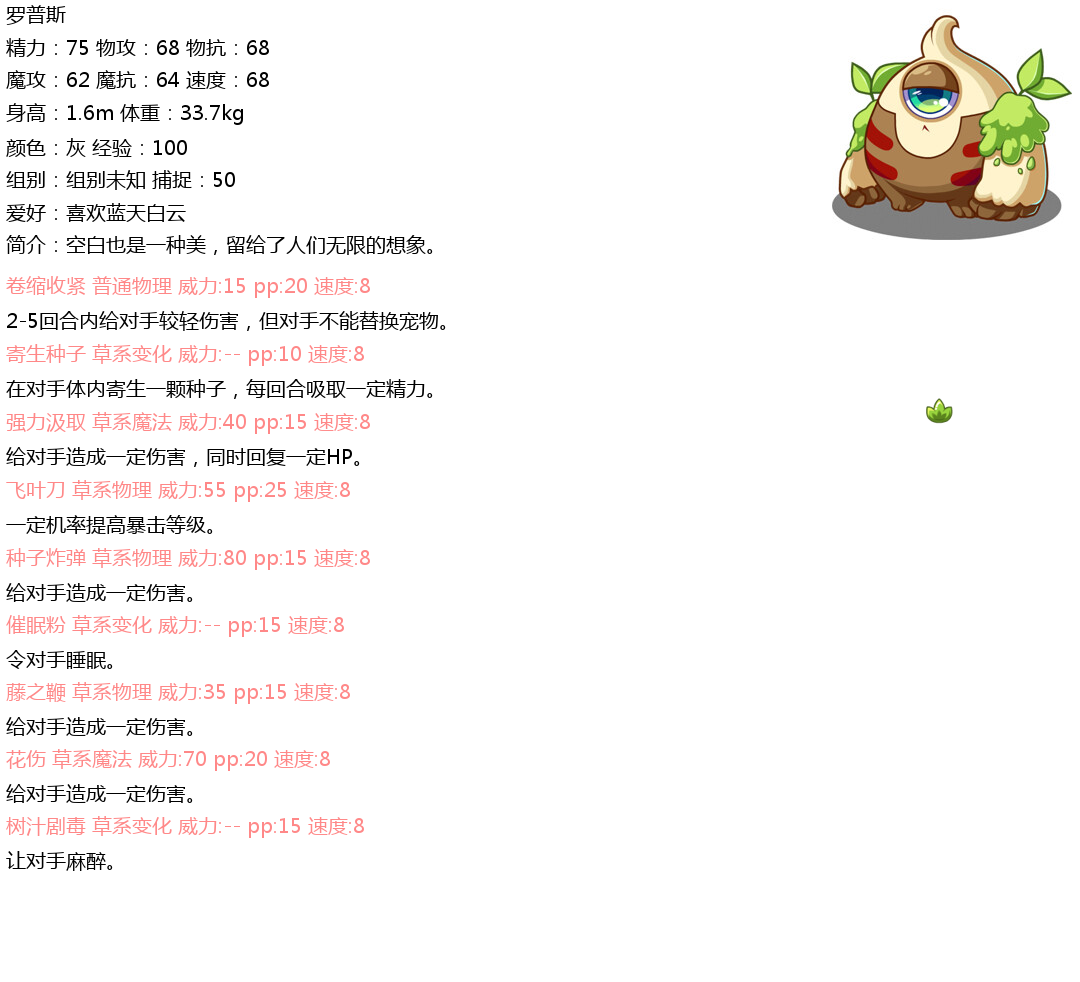 罗普斯
精力：75 物攻：68 物抗：68
魔攻：62 魔抗：64 速度：68
身高：1.6m 体重：33.7kg
颜色：灰 经验：100
组别：组别未知 捕捉：50
爱好：喜欢蓝天白云
简介：空白也是一种美，留给了人们无限的想象。
卷缩收紧 普通物理 威力:15 pp:20 速度:8
2-5回合内给对手较轻伤害，但对手不能替换宠物。
寄生种子 草系变化 威力:-- pp:10 速度:8
在对手体内寄生一颗种子，每回合吸取一定精力。
强力汲取 草系魔法 威力:40 pp:15 速度:8
给对手造成一定伤害，同时回复一定HP。
飞叶刀 草系物理 威力:55 pp:25 速度:8
一定机率提高暴击等级。
种子炸弹 草系物理 威力:80 pp:15 速度:8
给对手造成一定伤害。
催眠粉 草系变化 威力:-- pp:15 速度:8
令对手睡眠。
藤之鞭 草系物理 威力:35 pp:15 速度:8
给对手造成一定伤害。
花伤 草系魔法 威力:70 pp:20 速度:8
给对手造成一定伤害。
树汁剧毒 草系变化 威力:-- pp:15 速度:8
让对手麻醉。